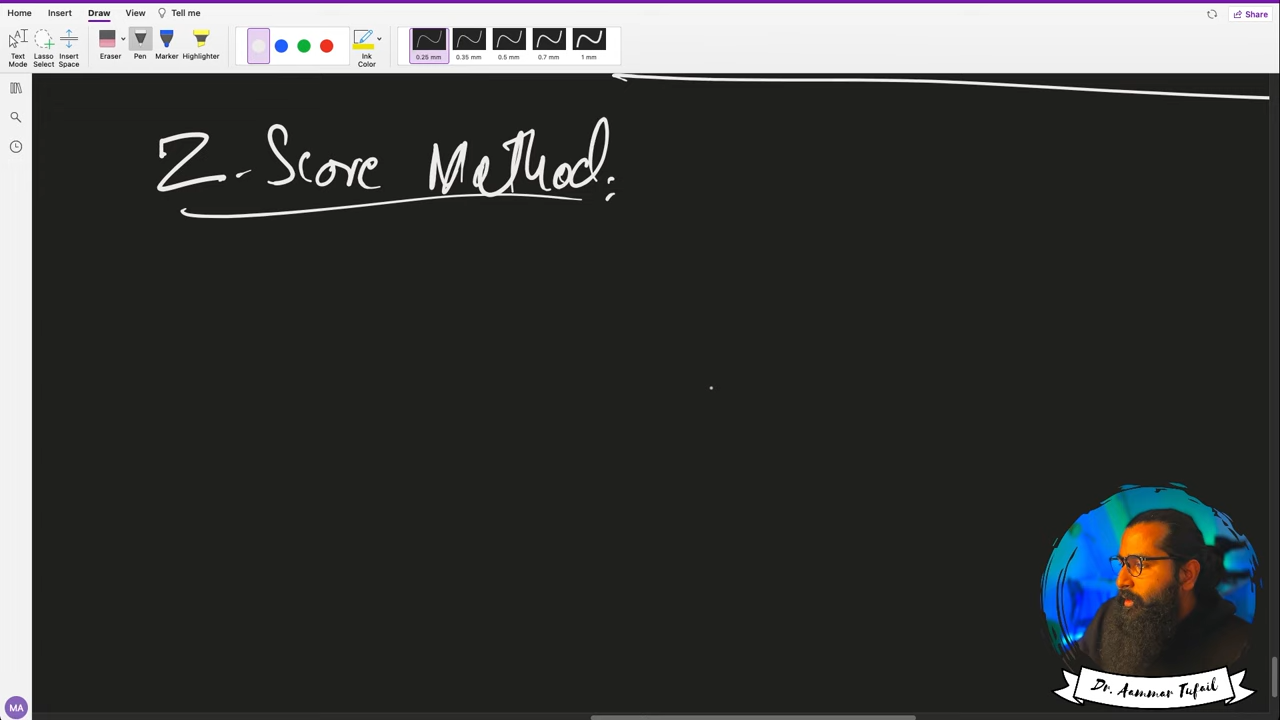 Home Insert Draw View Tell me
Share
Text Mode
Lasso Select
Insert Space
Eraser
Pen
Marker
Highlighter
Ink Color
0.25 mm
0.35 mm
0.5 mm
0.7 mm
1 mm
Z-Score Method:
MA
Dr. Aammar Tufail